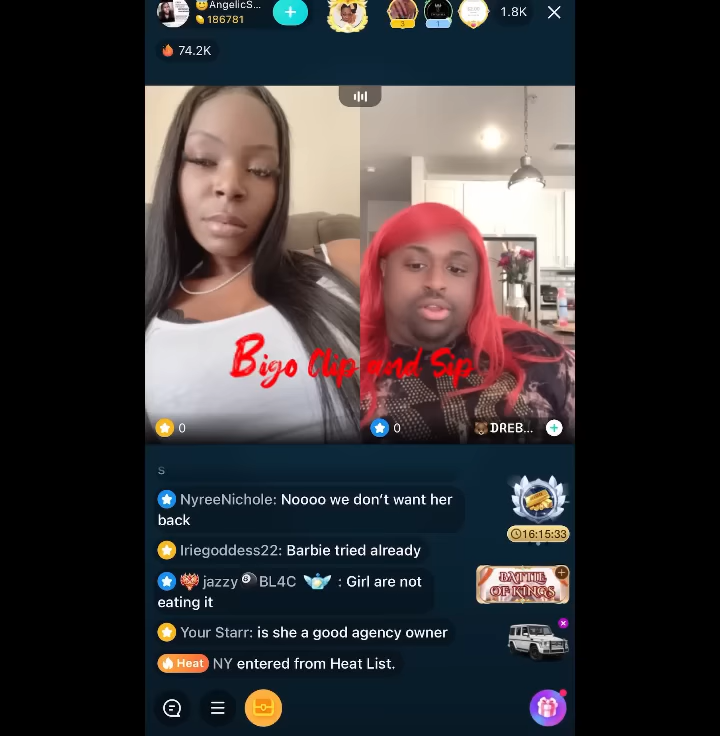 AngelicS...
186781
3
1
1.8K
74.2K
Bigo Clip and Sip
0
0
DREB...
s
NyreeNichole: Noooo we don't want her
back
16:15:33
Iriegoddess22: Barbie tried already
jazzy🎱BL4C : Girl are not
eating it
BATTLE
OF KINGS
Your Starr: is she a good agency owner
Heat NY entered from Heat List.